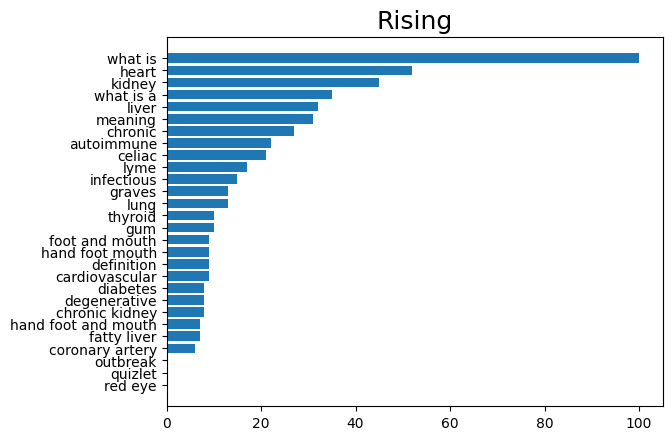 Rising
what is
heart
kidney
what is a
liver
meaning
chronic
autoimmune
celiac
lyme
infectious
graves
lung
thyroid
gum
foot and mouth
hand foot mouth
definition
cardiovascular
diabetes
degenerative
chronic kidney
hand foot and mouth
fatty liver
coronary artery
outbreak
quizlet
red eye
0 20 40 60 80 100